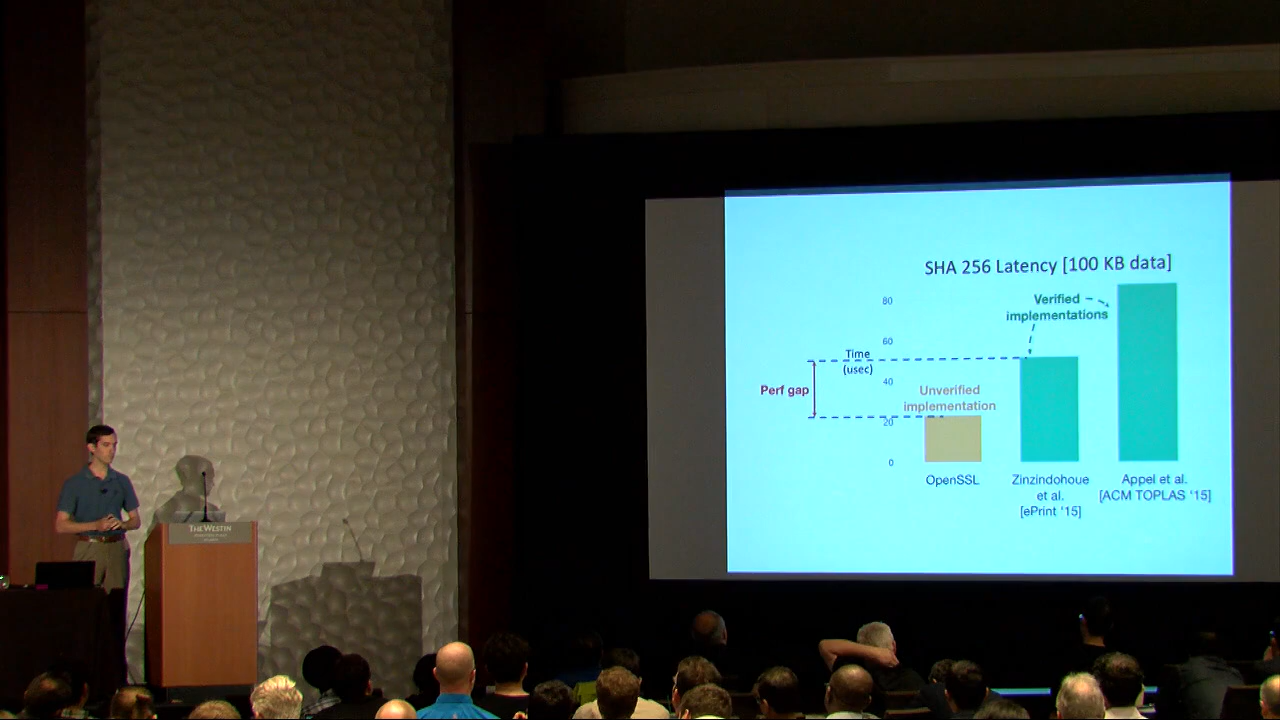 SHA 256 Latency [100 KB data]
80
60
40
20
0
Time
(usec)
Perf gap
Unverified
implementation
Verified
implementations
OpenSSL
Zinzindohoue
et al.
[ePrint '15]
Appel et al.
[ACM TOPLAS '15]
THE WESTIN